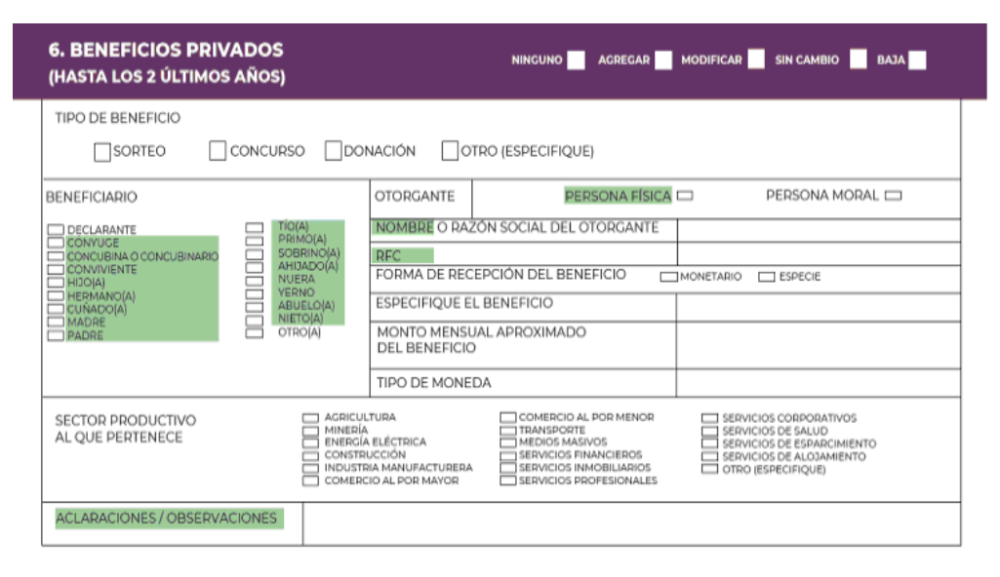 6. BENEFICIOS PRIVADOS
(HASTA LOS 2 ÚLTIMOS AÑOS)
NINGUNO AGREGAR MODIFICAR SIN CAMBIO BAJA
TIPO DE BENEFICIO
SORTEO CONCURSO DONACIÓN OTRO (ESPECIFIQUE)
BENEFICIARIO
DECLARANTE
CÓNYUGE
CONCUBINA O CONCUBINARIO
CONVIVIENTE
HIJO(A)
HERMANO(A)
CUÑADO(A)
MADRE
PADRE
TÍO(A)
PRIMO(A)
SOBRINO(A)
AHIJADO(A)
NUERA
YERNO
ABUELO(A)
NIETO(A)
OTRO(A)
OTORGANTE PERSONA FÍSICA PERSONA MORAL
NOMBRE O RAZÓN SOCIAL DEL OTORGANTE
RFC
FORMA DE RECEPCIÓN DEL BENEFICIO MONETARIO ESPECIE
ESPECIFIQUE EL BENEFICIO
MONTO MENSUAL APROXIMADO
DEL BENEFICIO
TIPO DE MONEDA
SECTOR PRODUCTIVO
AL QUE PERTENECE
AGRICULTURA
MINERÍA
ENERGÍA ELÉCTRICA
CONSTRUCCIÓN
INDUSTRIA MANUFACTURERA
COMERCIO AL POR MAYOR
COMERCIO AL POR MENOR
TRANSPORTE
MEDIOS MASIVOS
SERVICIOS FINANCIEROS
SERVICIOS INMOBILIARIOS
SERVICIOS PROFESIONALES
SERVICIOS CORPORATIVOS
SERVICIOS DE SALUD
SERVICIOS DE ESPARCIMIENTO
SERVICIOS DE ALOJAMIENTO
OTRO (ESPECIFIQUE)
ACLARACIONES / OBSERVACIONES